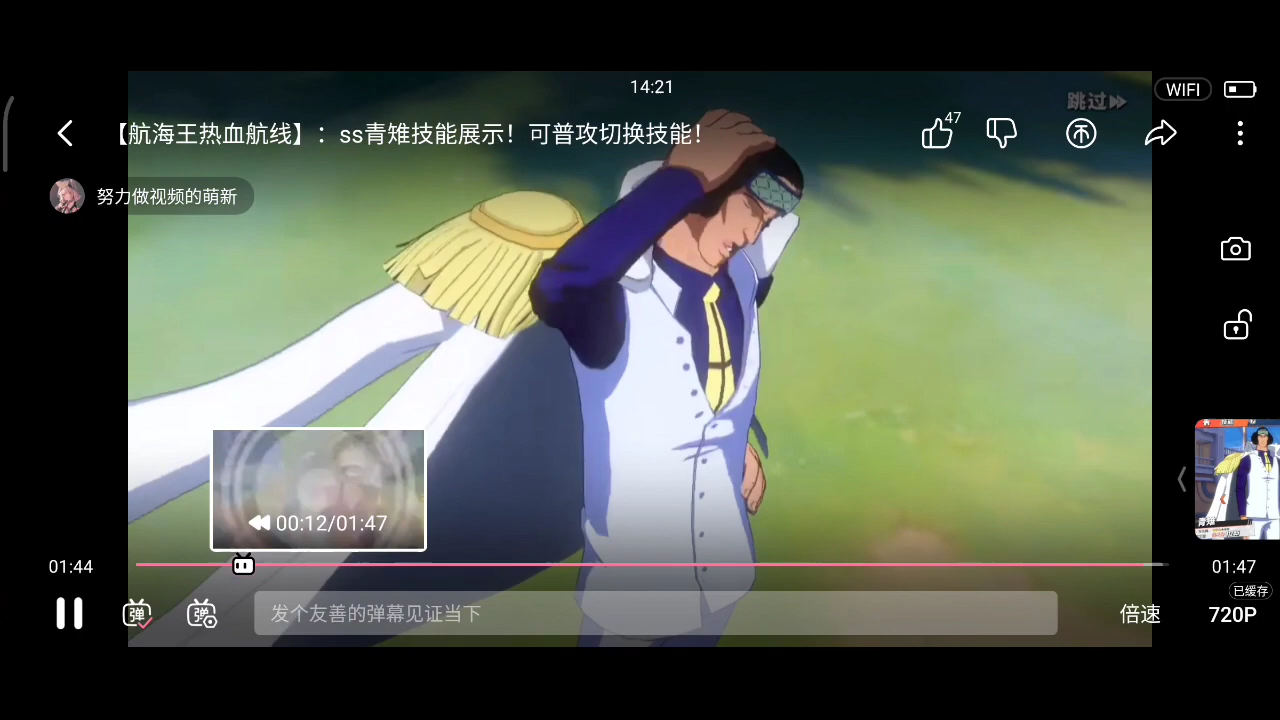 14:21
跳过
WIFI
【航海王热血航线】：ss青雉技能展示！可普攻切换技能！
47
努力做视频的萌新
青雉
00:12/01:47
01:44
01:47
已缓存
弹
弹
发个友善的弹幕见证当下
倍速
720P